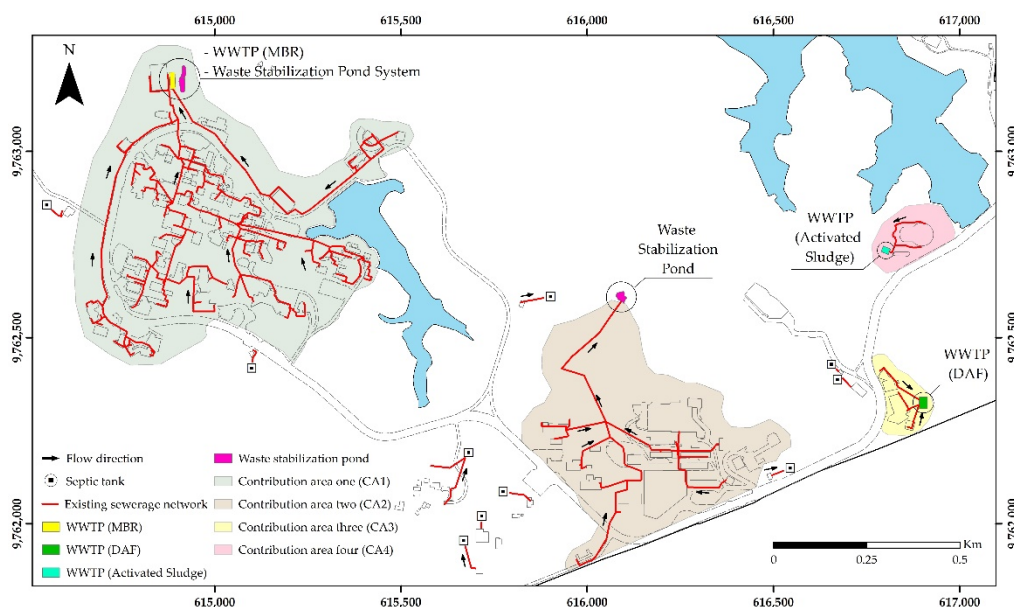 615,000 615,500 616,000 616,500 617,000
N
- WWTP (MBR)
- Waste Stabilization Pond System
9,763,000
9,763,000
WWTP
(Activated
Sludge)
Waste
Stabilization
Pond
9,762,500
9,762,500
WWTP
(DAF)
Flow direction
Septic tank
Existing sewerage network
WWTP (MBR)
WWTP (DAF)
WWTP (Activated Sludge)
Waste stabilization pond
Contribution area one (CA1)
Contribution area two (CA2)
Contribution area three (CA3)
Contribution area four (CA4)
9,762,000
9,762,000
Km
0 0.25 0.5
615,000 615,500 616,000 616,500 617,000